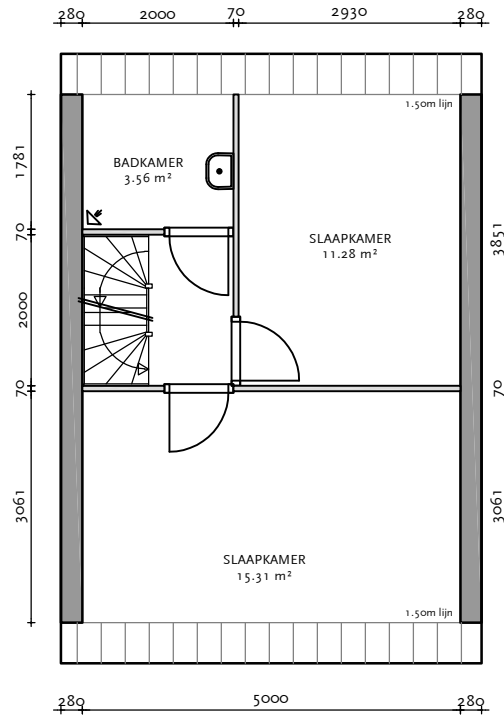 280 2000 70 2930 280
1.50m lijn
1781
BADKAMER
3.56 m²
SLAAPKAMER
11.28 m²
3851
70
2000
70
70
3061
3061
SLAAPKAMER
15.31 m²
1.50m lijn
280 5000 280